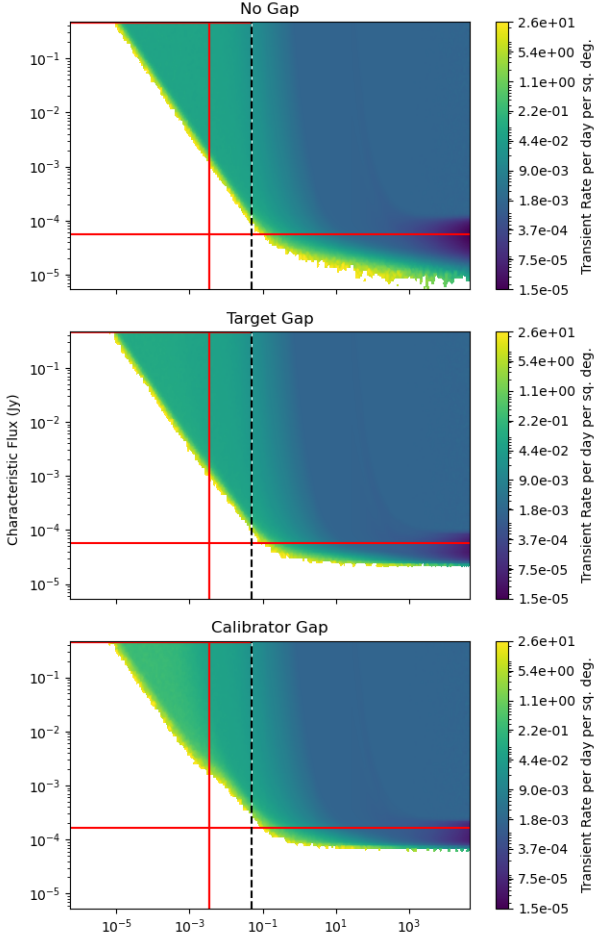 No Gap
10⁻¹
10⁻²
10⁻³
10⁻⁴
10⁻⁵
2.6e+01
5.4e+00
1.1e+00
2.2e-01
4.4e-02
9.0e-03
1.8e-03
3.7e-04
7.5e-05
1.5e-05
Transient Rate per day per sq. deg.
Target Gap
Characteristic Flux (Jy)
10⁻¹
10⁻²
10⁻³
10⁻⁴
10⁻⁵
2.6e+01
5.4e+00
1.1e+00
2.2e-01
4.4e-02
9.0e-03
1.8e-03
3.7e-04
7.5e-05
1.5e-05
Transient Rate per day per sq. deg.
Calibrator Gap
10⁻¹
10⁻²
10⁻³
10⁻⁴
10⁻⁵
10⁻⁵
10⁻³
10⁻¹
10¹
10³
2.6e+01
5.4e+00
1.1e+00
2.2e-01
4.4e-02
9.0e-03
1.8e-03
3.7e-04
7.5e-05
1.5e-05
Transient Rate per day per sq. deg.